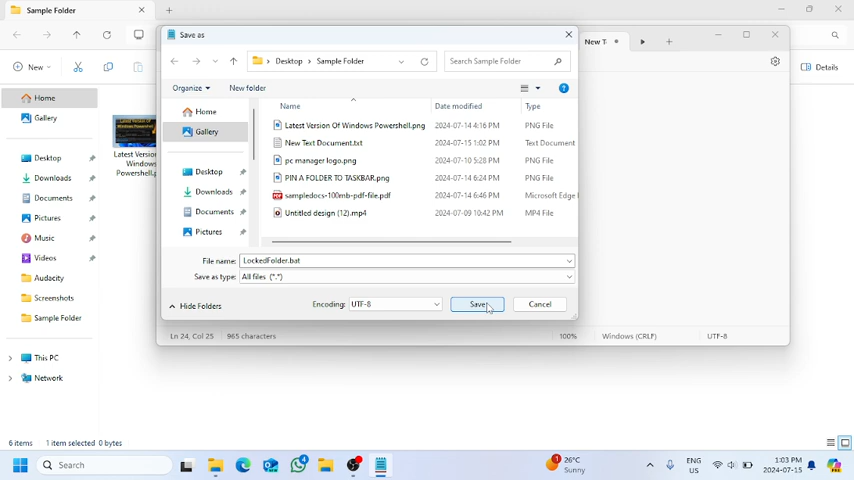 Sample Folder
Save as
New T
Desktop > Sample Folder
Search Sample Folder
New
Details
Organize
New folder
Home
Gallery
Desktop
Downloads
Documents
Pictures
Music
Videos
Audacity
Screenshots
Sample Folder
This PC
Network
Latest Version
Windows
Powershell.p
Home
Gallery
Desktop
Downloads
Documents
Pictures
Name Date modified Type
Latest Version Of Windows Powershell.png 2024-07-14 4:16 PM PNG File
New Text Document.txt 2024-07-15 1:02 PM Text Document
pc manager logo.png 2024-07-10 5:28 PM PNG File
PIN A FOLDER TO TASKBAR.png 2024-07-14 6:24 PM PNG File
sampledocs-100mb-pdf-file.pdf 2024-07-14 6:46 PM Microsoft Edge
Untitled design (12).mp4 2024-07-09 10:42 PM MP4 File
File name: LockedFolder.bat
Save as type: All files (*.*)
Hide Folders
Encoding: UTF-8
Save
Cancel
Ln 24, Col 25 965 characters 100% Windows (CRLF) UTF-8
6 items 1 item selected 0 bytes
Search
4
1
26°C
Sunny
ENG
US
1:03 PM
2024-07-15